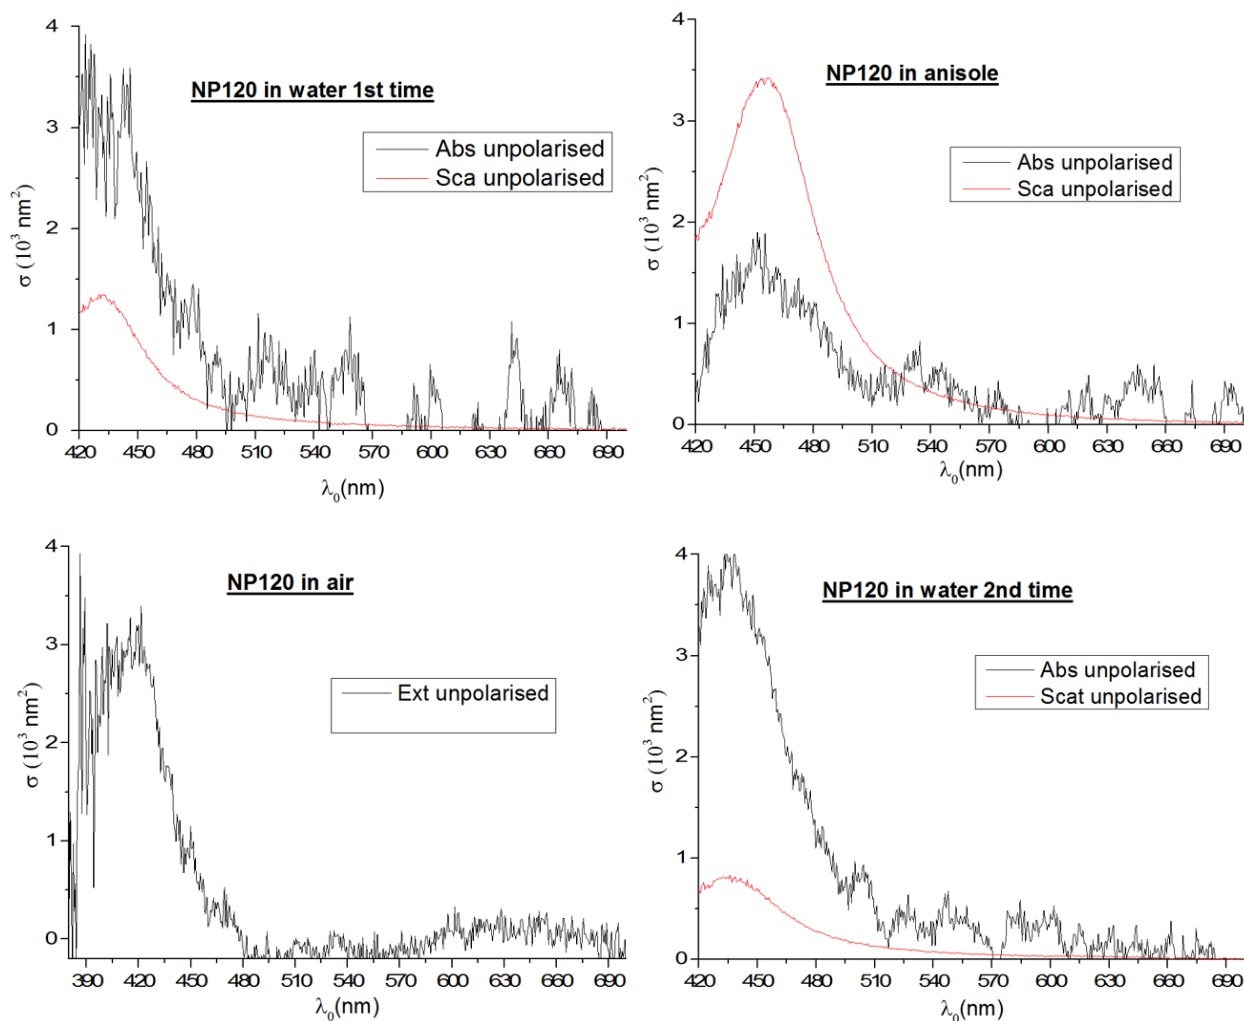 NP120 in water 1st time
Abs unpolarised
Sca unpolarised
4
3
2
1
0
σ (10³ nm²)
420 450 480 510 540 570 600 630 660 690
λ₀(nm)
NP120 in anisole
Abs unpolarised
Sca unpolarised
4
3
2
1
0
σ (10³ nm²)
420 450 480 510 540 570 600 630 660 690
λ₀(nm)
NP120 in air
Ext unpolarised
4
3
2
1
0
σ (10³ nm²)
390 420 450 480 510 540 570 600 630 660 690
λ₀(nm)
NP120 in water 2nd time
Abs unpolarised
Scat unpolarised
4
3
2
1
0
σ (10³ nm²)
420 450 480 510 540 570 600 630 660 690
λ₀(nm)